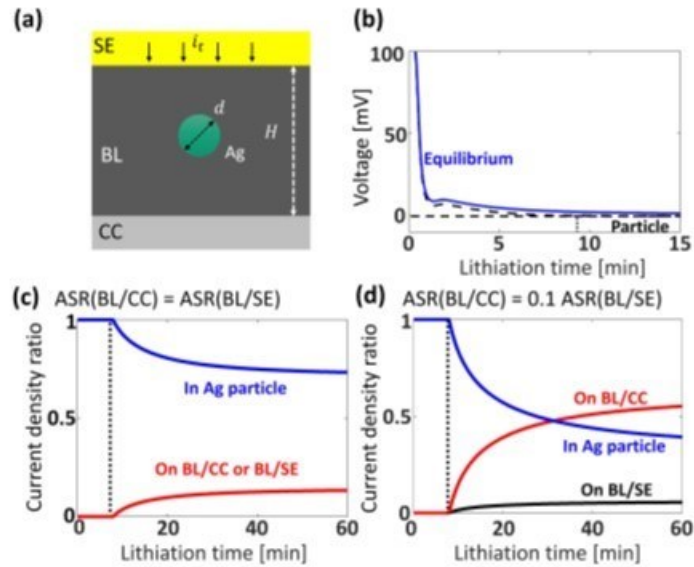 (a)
SE
i_f
d
H
BL
Ag
CC
(b)
100
50
0
Voltage [mV]
Equilibrium
Particle
0 5 10 15
Lithiation time [min]
(c) ASR(BL/CC) = ASR(BL/SE)
1
0.5
0
Current density ratio
In Ag particle
On BL/CC or BL/SE
0 20 40 60
Lithiation time [min]
(d) ASR(BL/CC) = 0.1 ASR(BL/SE)
1
0.5
0
Current density ratio
On BL/CC
In Ag particle
On BL/SE
0 20 40 60
Lithiation time [min]